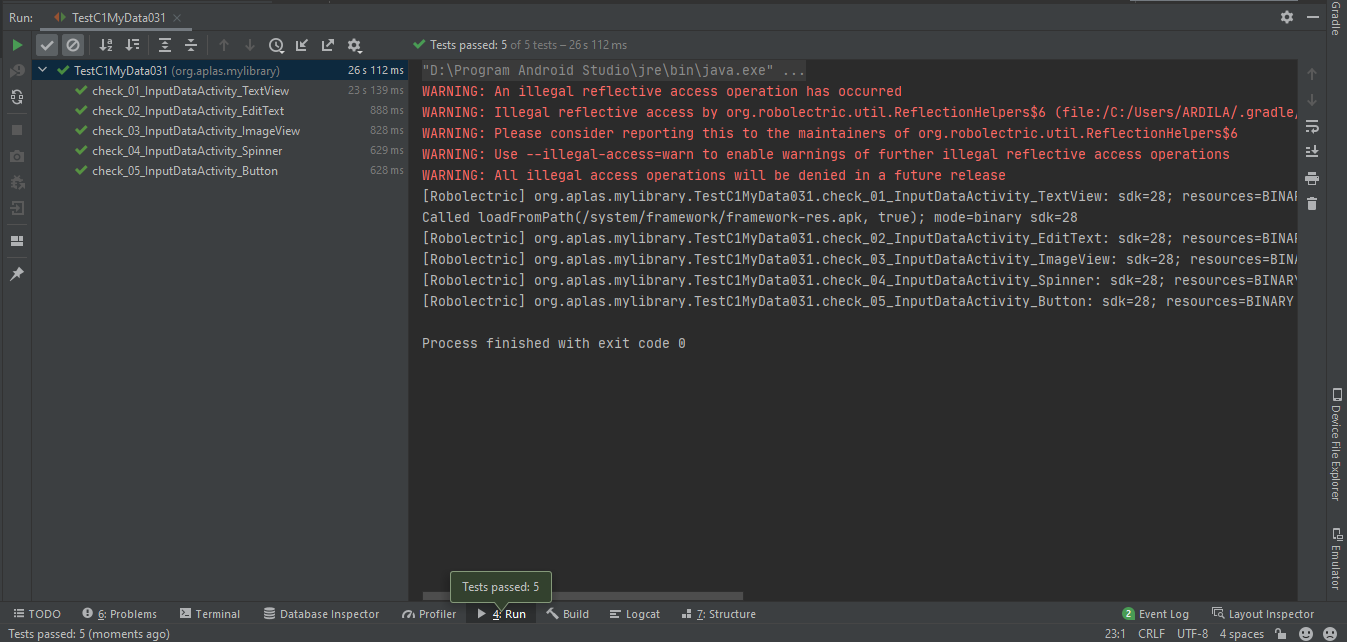 Run: TestC1MyData031
Tests passed: 5 of 5 tests – 26 s 112 ms
TestC1MyData031 (org.aplas.mylibrary) 26 s 112 ms
check_01_InputDataActivity_TextView 23 s 139 ms
check_02_InputDataActivity_EditText 888 ms
check_03_InputDataActivity_ImageView 828 ms
check_04_InputDataActivity_Spinner 629 ms
check_05_InputDataActivity_Button 628 ms
"D:\Program Android Studio\jre\bin\java.exe" ...
WARNING: An illegal reflective access operation has occurred
WARNING: Illegal reflective access by org.robolectric.util.ReflectionHelpers$6 (file:/C:/Users/ARDILA/.gradle/
WARNING: Please consider reporting this to the maintainers of org.robolectric.util.ReflectionHelpers$6
WARNING: Use --illegal-access=warn to enable warnings of further illegal reflective access operations
WARNING: All illegal access operations will be denied in a future release
[Robolectric] org.aplas.mylibrary.TestC1MyData031.check_01_InputDataActivity_TextView: sdk=28; resources=BINAR
Called loadFromPath(/system/framework/framework-res.apk, true); mode=binary sdk=28
[Robolectric] org.aplas.mylibrary.TestC1MyData031.check_02_InputDataActivity_EditText: sdk=28; resources=BINAR
[Robolectric] org.aplas.mylibrary.TestC1MyData031.check_03_InputDataActivity_ImageView: sdk=28; resources=BINA
[Robolectric] org.aplas.mylibrary.TestC1MyData031.check_04_InputDataActivity_Spinner: sdk=28; resources=BINARY
[Robolectric] org.aplas.mylibrary.TestC1MyData031.check_05_InputDataActivity_Button: sdk=28; resources=BINARY
Process finished with exit code 0
Gradle
Device File Explorer
Emulator
Tests passed: 5
TODO 6: Problems Terminal Database Inspector Profiler 4: Run Build Logcat 7: Structure 2 Event Log Layout Inspector
Tests passed: 5 (moments ago) 23:1 CRLF UTF-8 4 spaces